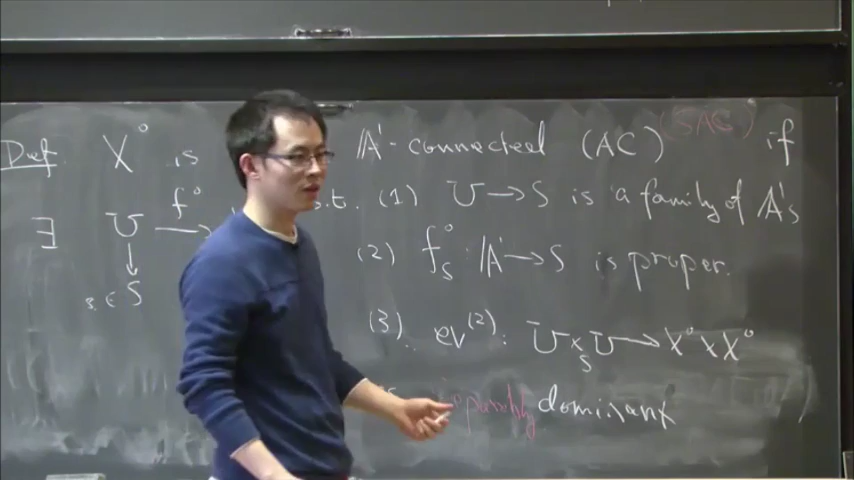 Def. X° is 𝔸¹-connected (AC) (SAC) if
∃ U →f° s.t. (1) U → S is a family of 𝔸¹s
↓
s ∈ S (2) f°ₛ : 𝔸¹ → S is proper.
(3). ev⁽²⁾ : U ×ₛ U → X° × X°
dominant